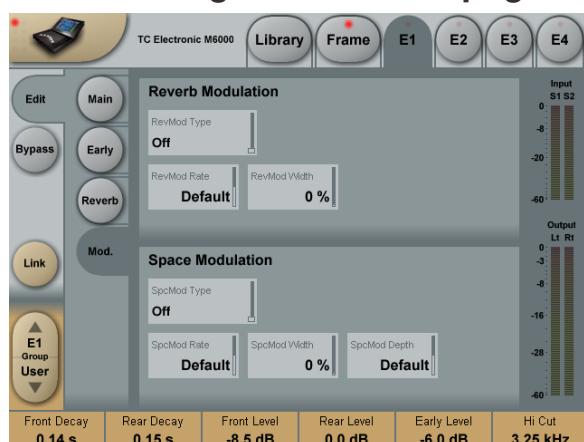 TC Electronic M6000
Library
Frame
E1
E2
E3
E4
Edit
Bypass
Link
E1
Group
User
Main
Early
Reverb
Mod.
Reverb Modulation
RevMod Type
Off
RevMod Rate
Default
RevMod Width
0 %
Space Modulation
SpcMod Type
Off
SpcMod Rate
Default
SpcMod Width
0 %
SpcMod Depth
Default
Input
S1 S2
0
-8
-20
-60
Output
Lt Rt
0
-3
-8
-16
-28
-60
Front Decay
0.14 s
Rear Decay
0.15 s
Front Level
-8.5 dB
Rear Level
0.0 dB
Early Level
-6.0 dB
Hi Cut
3.25 kHz